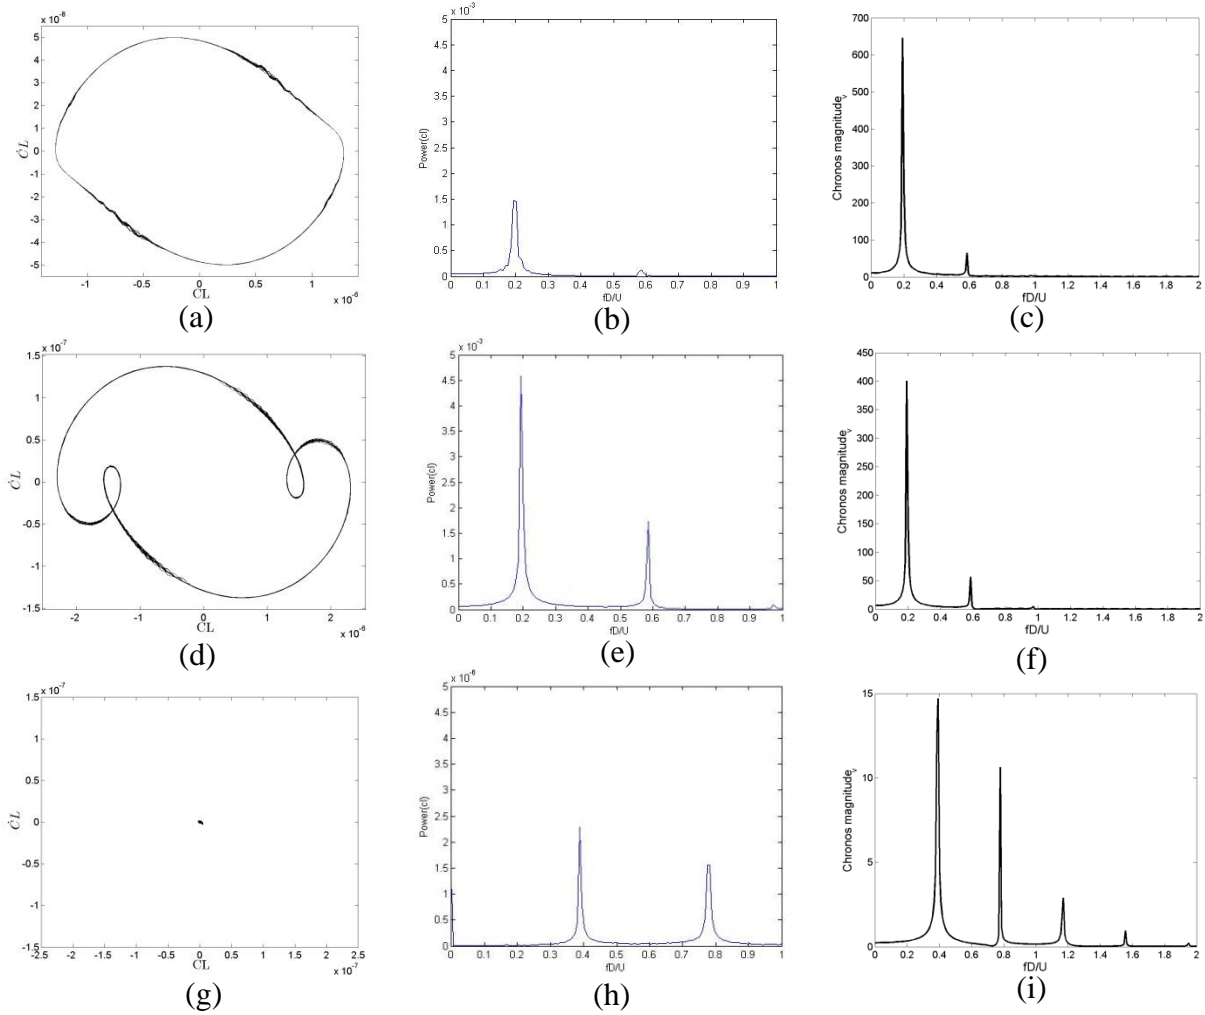 x 10⁻⁸
5
4
3
2
1
0
-1
-2
-3
-4
-5
ĊL
-1 -0.5 0 0.5 1
CL
x 10⁻⁶
(a)
x 10⁻³
5
4.5
4
3.5
3
2.5
2
1.5
1
0.5
0
Power(cl)
0 0.1 0.2 0.3 0.4 0.5 0.6 0.7 0.8 0.9 1
fD/U
(b)
700
600
500
400
300
200
100
0
Chronos magnitude_v
0 0.2 0.4 0.6 0.8 1 1.2 1.4 1.6 1.8 2
fD/U
(c)
x 10⁻⁷
1.5
1
0.5
0
-0.5
-1
-1.5
ĊL
-2 -1 0 1 2
CL
x 10⁻⁶
(d)
x 10⁻³
5
4.5
4
3.5
3
2.5
2
1.5
1
0.5
0
Power(cl)
0 0.1 0.2 0.3 0.4 0.5 0.6 0.7 0.8 0.9 1
fD/U
(e)
450
400
350
300
250
200
150
100
50
0
Chronos magnitude_v
0 0.2 0.4 0.6 0.8 1 1.2 1.4 1.6 1.8 2
fD/U
(f)
x 10⁻⁷
1.5
1
0.5
0
-0.5
-1
-1.5
ĊL
-2.5 -2 -1.5 -1 -0.5 0 0.5 1 1.5 2 2.5
CL
x 10⁻⁷
(g)
x 10⁻⁶
5
4.5
4
3.5
3
2.5
2
1.5
1
0.5
0
Power(cl)
0 0.1 0.2 0.3 0.4 0.5 0.6 0.7 0.8 0.9 1
fD/U
(h)
15
10
5
0
Chronos magnitude_v
0 0.2 0.4 0.6 0.8 1 1.2 1.4 1.6 1.8 2
fD/U
(i)